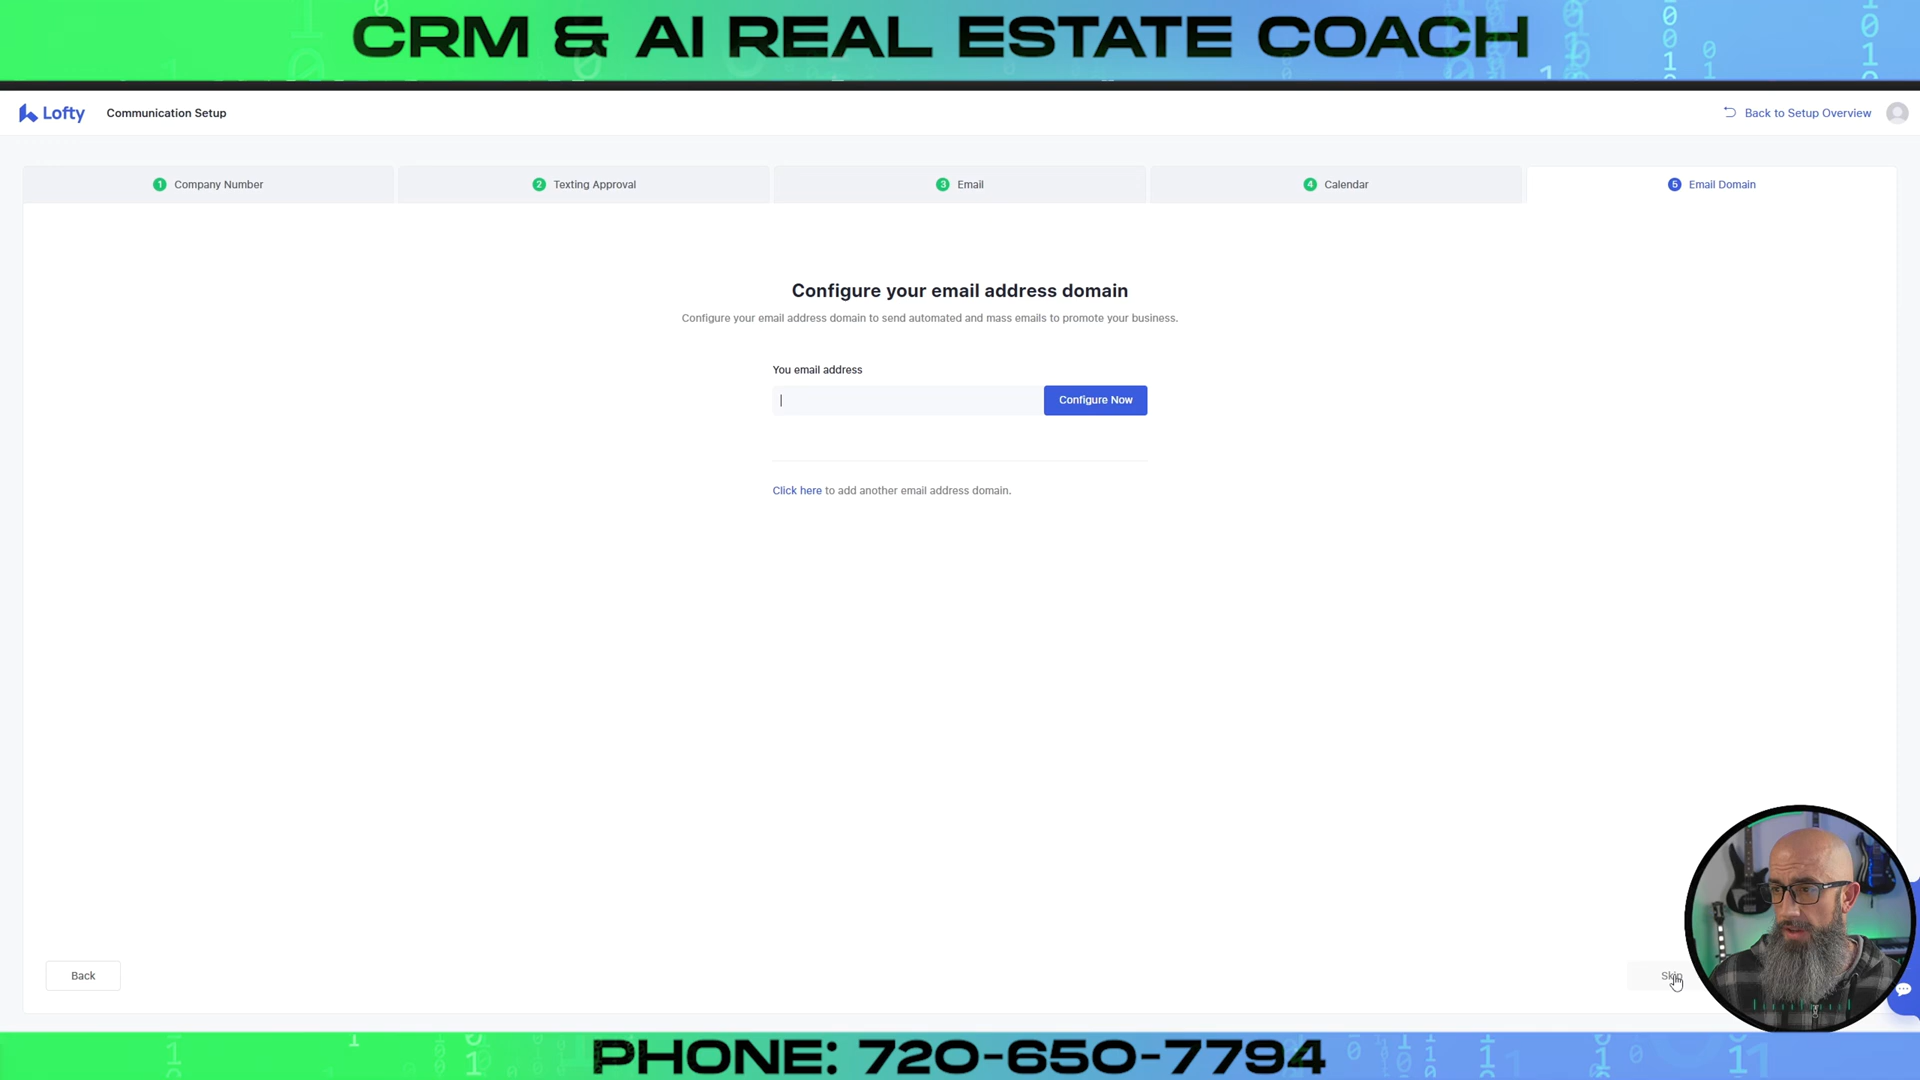 CRM & AI REAL ESTATE COACH
Lofty
Communication Setup
Back to Setup Overview
1 Company Number
2 Texting Approval
3 Email
4 Calendar
5 Email Domain
Configure your email address domain
Configure your email address domain to send automated and mass emails to promote your business.
You email address
Configure Now
Click here to add another email address domain.
Back
Skip
PHONE: 720-650-7794